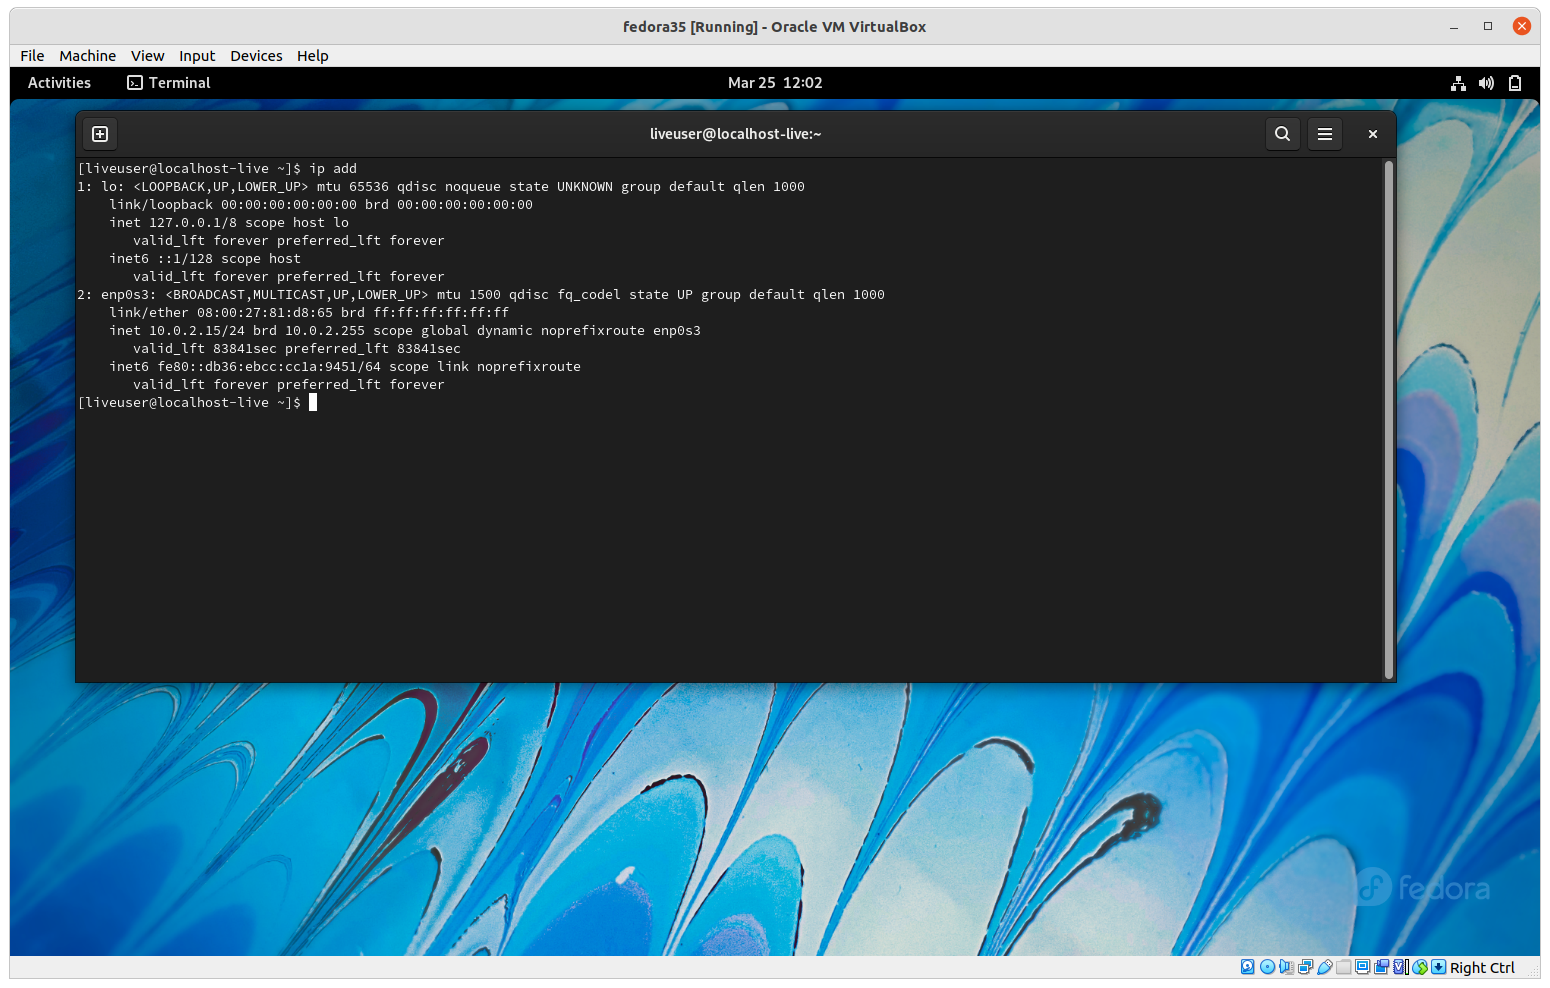 fedora35 [Running] - Oracle VM VirtualBox
File Machine View Input Devices Help
Activities Terminal Mar 25 12:02
liveuser@localhost-live:~
[liveuser@localhost-live ~]$ ip add
1: lo: <LOOPBACK,UP,LOWER_UP> mtu 65536 qdisc noqueue state UNKNOWN group default qlen 1000
    link/loopback 00:00:00:00:00:00 brd 00:00:00:00:00:00
    inet 127.0.0.1/8 scope host lo
       valid_lft forever preferred_lft forever
    inet6 ::1/128 scope host
       valid_lft forever preferred_lft forever
2: enp0s3: <BROADCAST,MULTICAST,UP,LOWER_UP> mtu 1500 qdisc fq_codel state UP group default qlen 1000
    link/ether 08:00:27:81:d8:65 brd ff:ff:ff:ff:ff:ff
    inet 10.0.2.15/24 brd 10.0.2.255 scope global dynamic noprefixroute enp0s3
       valid_lft 83841sec preferred_lft 83841sec
    inet6 fe80::db36:ebcc:cc1a:9451/64 scope link noprefixroute
       valid_lft forever preferred_lft forever
[liveuser@localhost-live ~]$
fedora
Right Ctrl